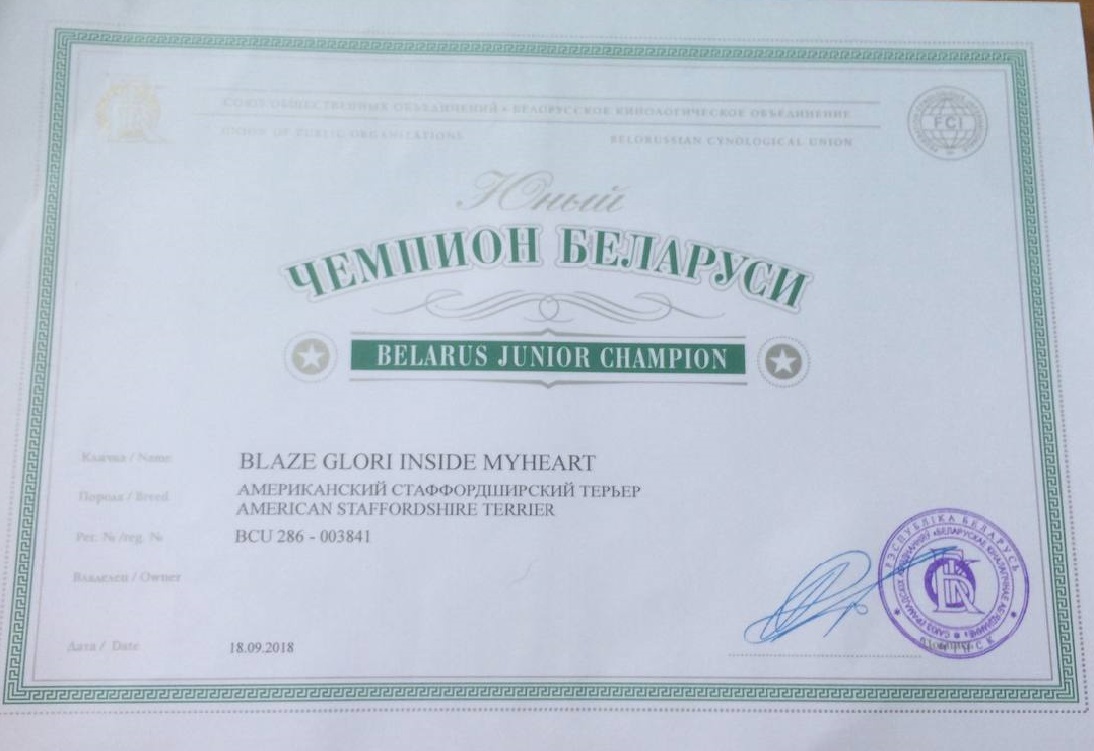 СОЮЗ ОБЩЕСТВЕННЫХ ОБЪЕДИНЕНИЙ • БЕЛОРУССКОЕ КИНОЛОГИЧЕСКОЕ ОБЪЕДИНЕНИЕ
UNION OF PUBLIC ORGANISATIONS BELORUSSIAN CYNOLOGICAL UNION
FCI
Юный
ЧЕМПИОН БЕЛАРУСИ
BELARUS JUNIOR CHAMPION
Кличка / Name BLAZE GLORI INSIDE MYHEART
Порода / Breed АМЕРИКАНСКИЙ СТАФФОРДШИРСКИЙ ТЕРЬЕР
AMERICAN STAFFORDSHIRE TERRIER
Рег. № /reg. № BCU 286 - 003841
Владелец / Owner
Дата / Date 18.09.2018
РЭСПУБЛІКА БЕЛАРУСЬ